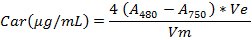 Car(μg/mL) = 4 (A₄₈₀ − A₇₅₀) * Ve / Vm